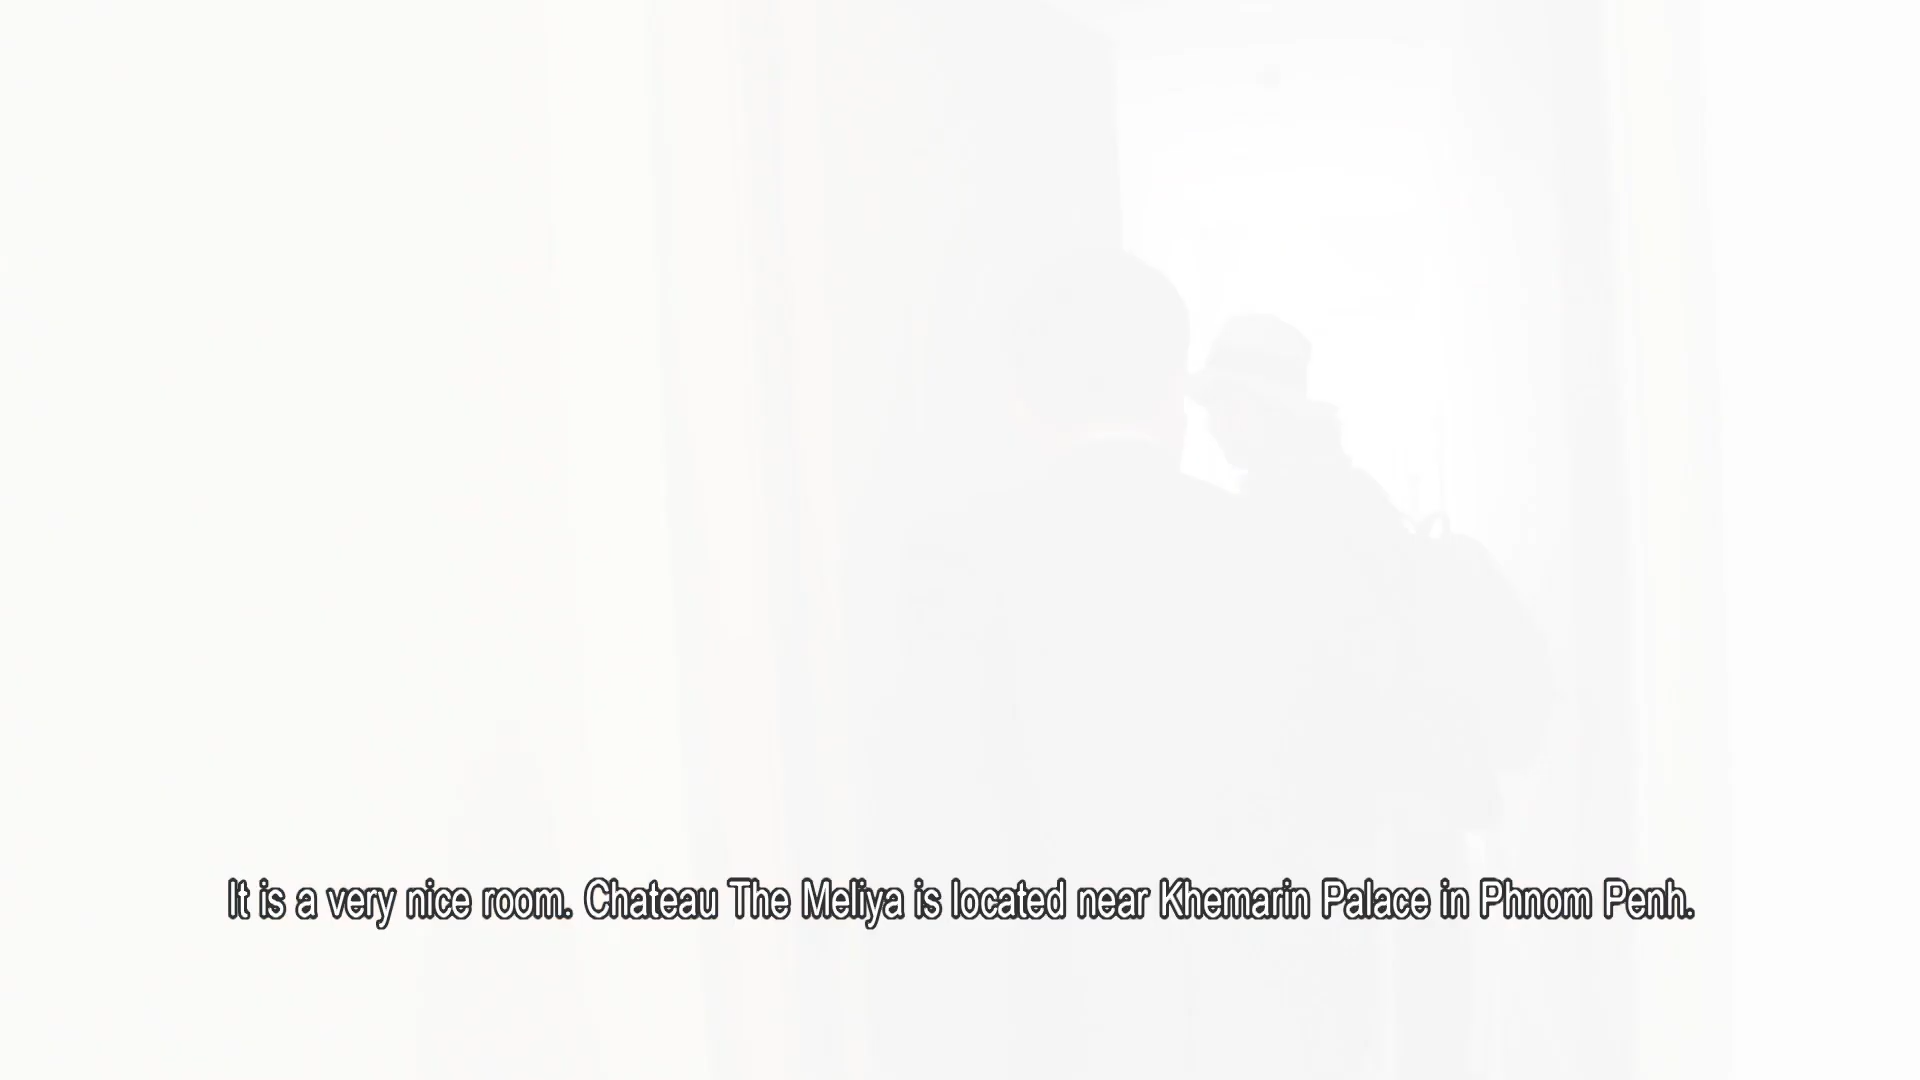 It is a very nice room. Chateau The Meliya is located near Khemarin Palace in Phnom Penh.